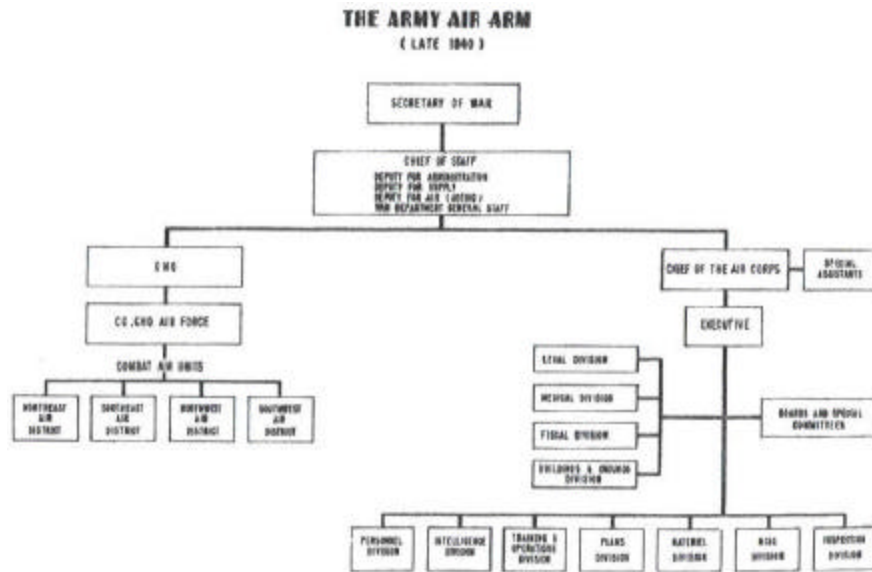 THE ARMY AIR ARM
( LATE 1940 )
SECRETARY OF WAR
CHIEF OF STAFF
DEPUTY FOR ADMINISTRATION
DEPUTY FOR SUPPLY
DEPUTY FOR AIR
WAR DEPARTMENT GENERAL STAFF
GHQ
CHIEF OF THE AIR CORPS
SPECIAL
ASSISTANTS
CG, GHQ AIR FORCE
EXECUTIVE
COMBAT AIR UNITS
NORTHEAST
AIR
DISTRICT
SOUTHEAST
AIR
DISTRICT
NORTHWEST
AIR
DISTRICT
SOUTHWEST
AIR
DISTRICT
LEGAL DIVISION
MEDICAL DIVISION
FISCAL DIVISION
BUILDINGS & GROUNDS
DIVISION
BOARDS AND SPECIAL
COMMITTEES
PERSONNEL
DIVISION
INTELLIGENCE
DIVISION
TRAINING &
OPERATIONS
DIVISION
PLANS
DIVISION
MATERIEL
DIVISION
DIVISION
INSPECTION
DIVISION